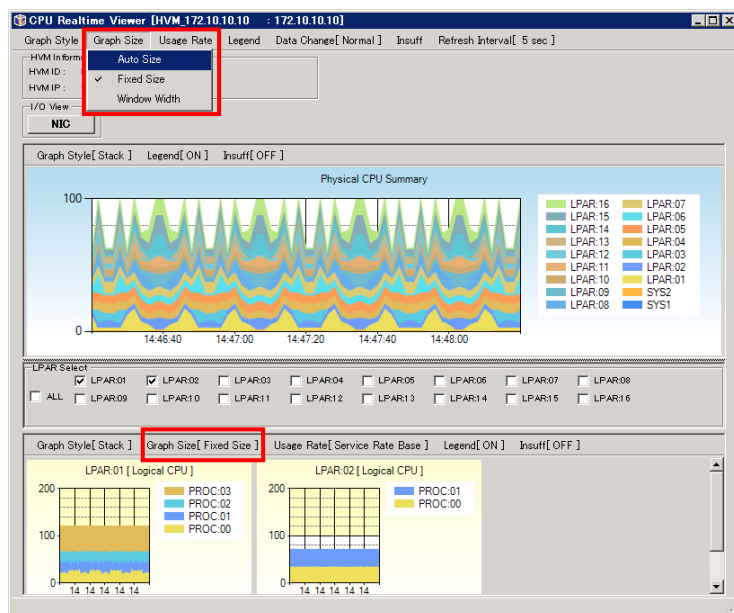 CPU Realtime Viewer [HVM_172.10.10.10 : 172.10.10.10]
Graph Style Graph Size Usage Rate Legend Data Change[ Normal ] Insuff Refresh Interval[ 5 sec ]
Auto Size
Fixed Size
Window Width
HVM Inform
HVM ID :
HVM IP :
I/O View
NIC
Graph Style[ Stack ] Legend[ ON ] Insuff[ OFF ]
Physical CPU Summary
100
0
14:46:40 14:47:00 14:47:20 14:47:40 14:48:00
LPAR:16 LPAR:07
LPAR:15 LPAR:06
LPAR:14 LPAR:05
LPAR:13 LPAR:04
LPAR:12 LPAR:03
LPAR:11 LPAR:02
LPAR:10 LPAR:01
LPAR:09 SYS2
LPAR:08 SYS1
LPAR Select
LPAR:01 LPAR:02 LPAR:03 LPAR:04 LPAR:05 LPAR:06 LPAR:07 LPAR:08
ALL LPAR:09 LPAR:10 LPAR:11 LPAR:12 LPAR:13 LPAR:14 LPAR:15 LPAR:16
Graph Style[ Stack ] Graph Size[ Fixed Size ] Usage Rate[ Service Rate Base ] Legend[ ON ] Insuff[ OFF ]
LPAR:01 [ Logical CPU ]
200
100
0
14 14 14 14 14
PROC:03
PROC:02
PROC:01
PROC:00
LPAR:02 [ Logical CPU ]
200
100
0
14 14 14 14 14
PROC:01
PROC:00